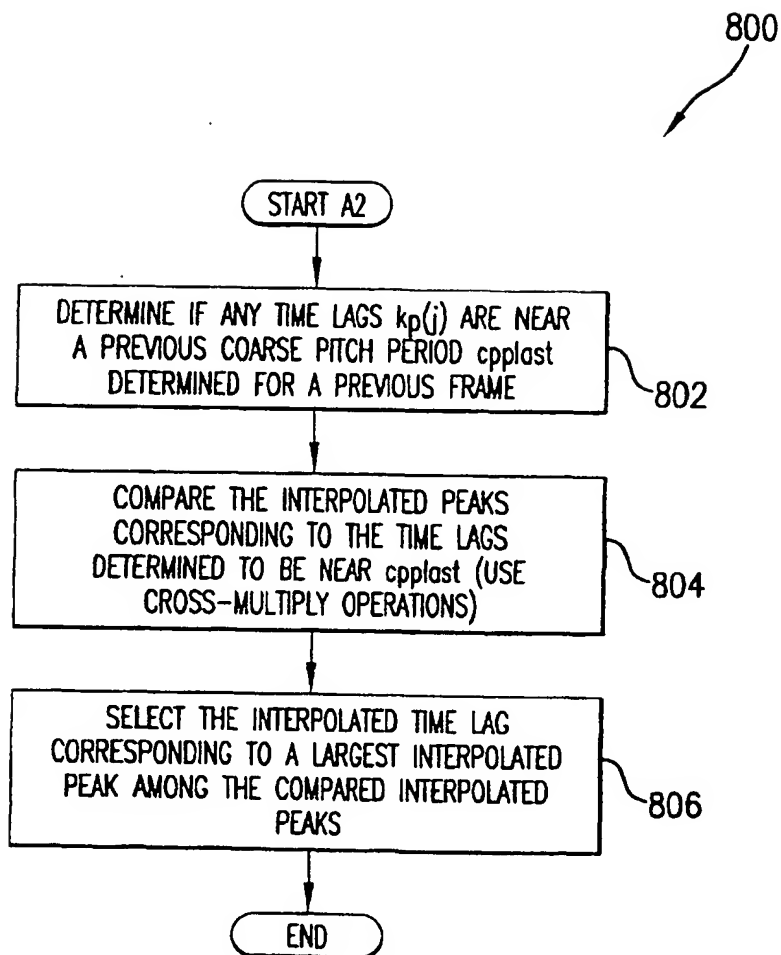 800
START A2
DETERMINE IF ANY TIME LAGS kp(j) ARE NEAR
A PREVIOUS COARSE PITCH PERIOD cpplast
DETERMINED FOR A PREVIOUS FRAME
802
COMPARE THE INTERPOLATED PEAKS
CORRESPONDING TO THE TIME LAGS
DETERMINED TO BE NEAR cpplast (USE
CROSS-MULTIPLY OPERATIONS)
804
SELECT THE INTERPOLATED TIME LAG
CORRESPONDING TO A LARGEST INTERPOLATED
PEAK AMONG THE COMPARED INTERPOLATED
PEAKS
806
END